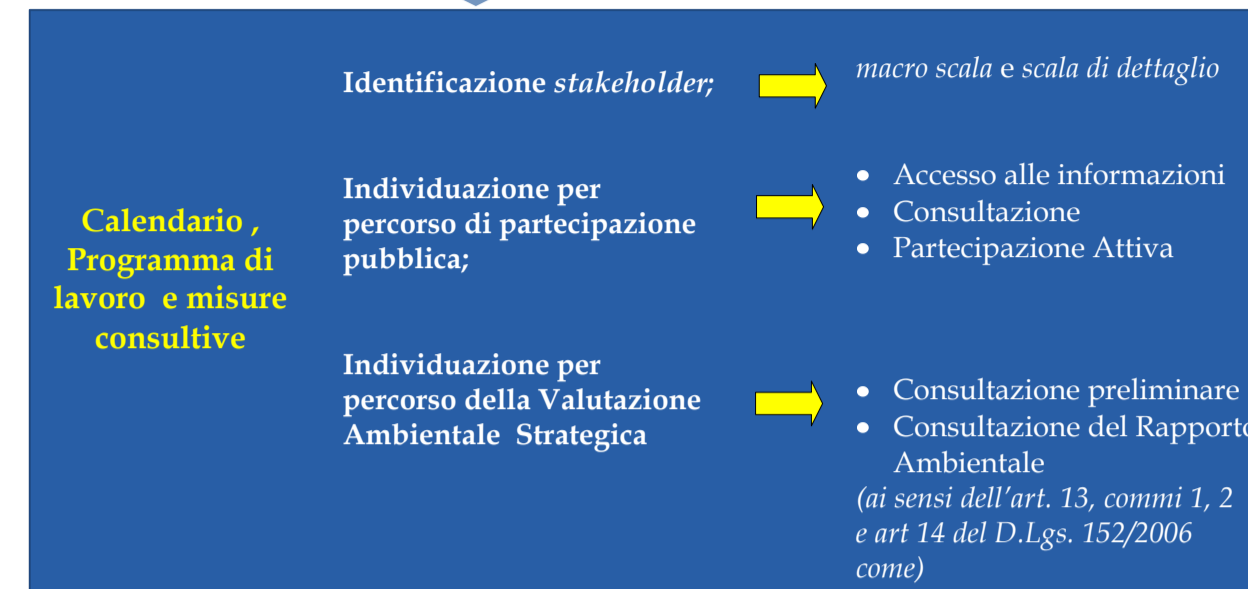 Calendario ,
Programma di
lavoro e misure
consultive
Identificazione stakeholder;
macro scala e scala di dettaglio
Individuazione per
percorso di partecipazione
pubblica;
• Accesso alle informazioni
• Consultazione
• Partecipazione Attiva
Individuazione per
percorso della Valutazione
Ambientale Strategica
• Consultazione preliminare
• Consultazione del Rapporto
Ambientale
(ai sensi dell'art. 13, commi 1, 2
e art 14 del D.Lgs. 152/2006
come)